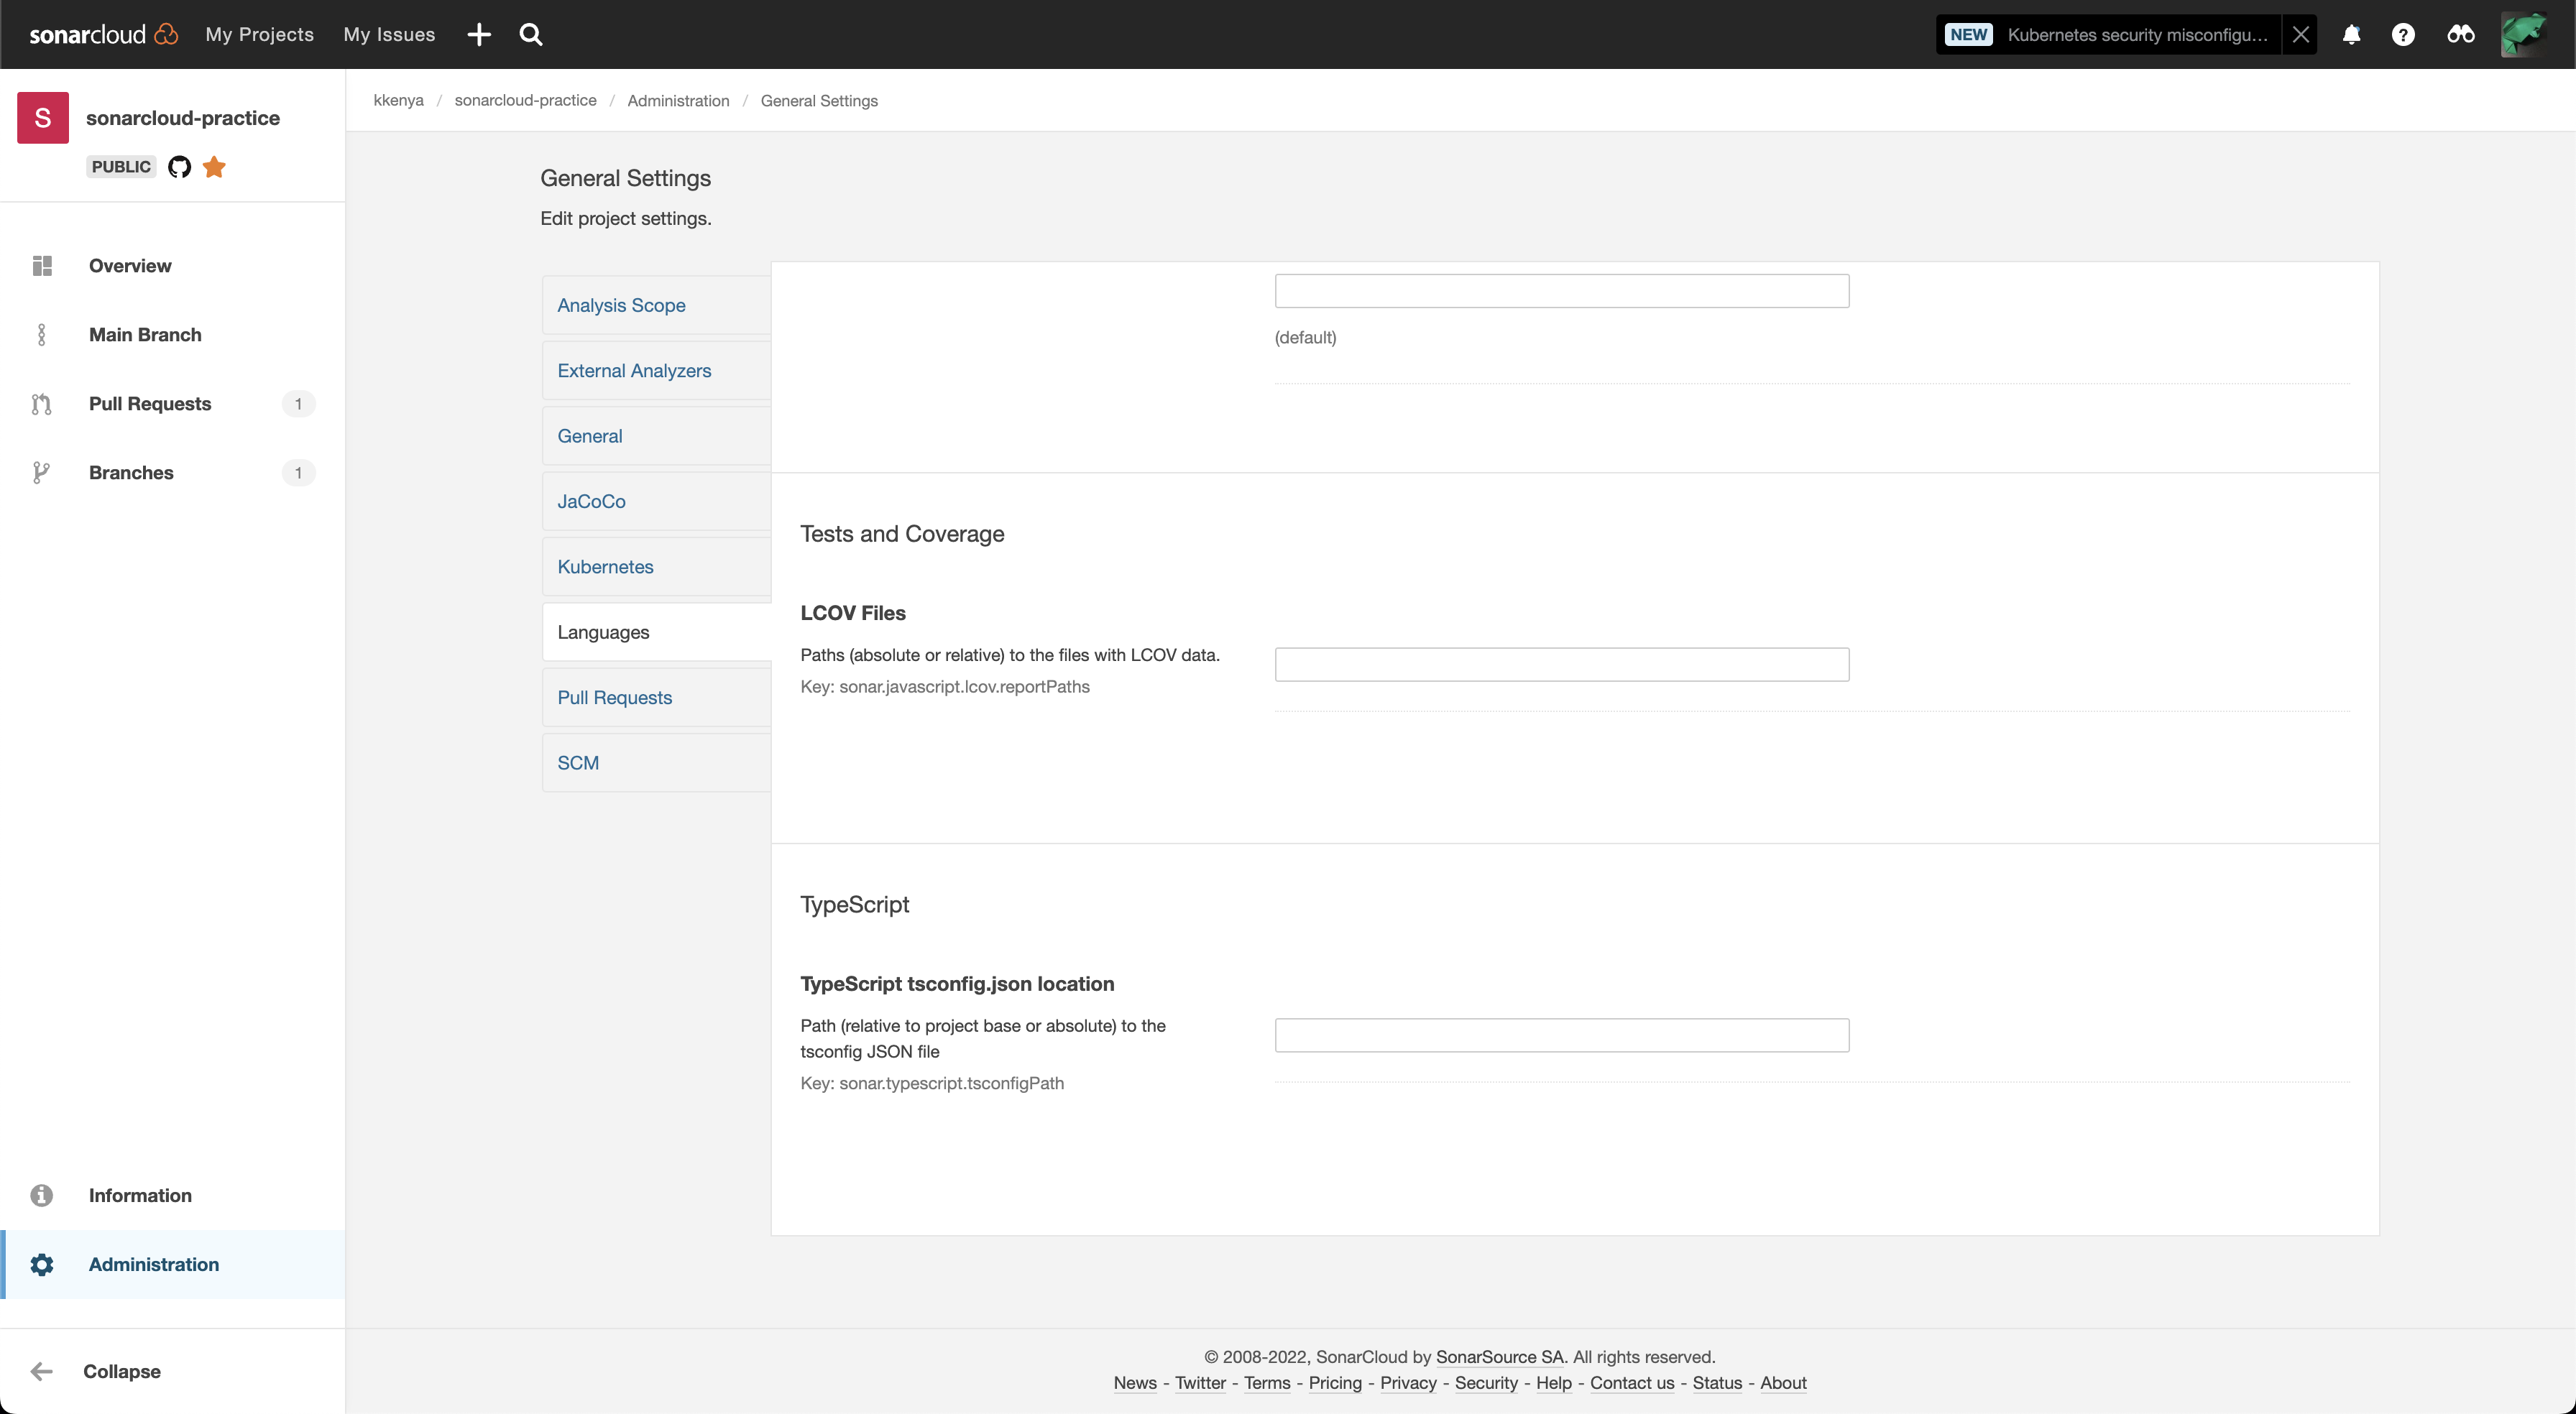 sonarcloud My Projects My Issues
NEW Kubernetes security misconfigu...
S
sonarcloud-practice
PUBLIC
Overview
Main Branch
Pull Requests 1
Branches 1
Information
Administration
Collapse
kkenya / sonarcloud-practice / Administration / General Settings
General Settings
Edit project settings.
Analysis Scope
External Analyzers
General
JaCoCo
Kubernetes
Languages
Pull Requests
SCM
(default)
Tests and Coverage
LCOV Files
Paths (absolute or relative) to the files with LCOV data.
Key: sonar.javascript.lcov.reportPaths
TypeScript
TypeScript tsconfig.json location
Path (relative to project base or absolute) to the
tsconfig JSON file
Key: sonar.typescript.tsconfigPath
© 2008-2022, SonarCloud by SonarSource SA. All rights reserved.
News - Twitter - Terms - Pricing - Privacy - Security - Help - Contact us - Status - About